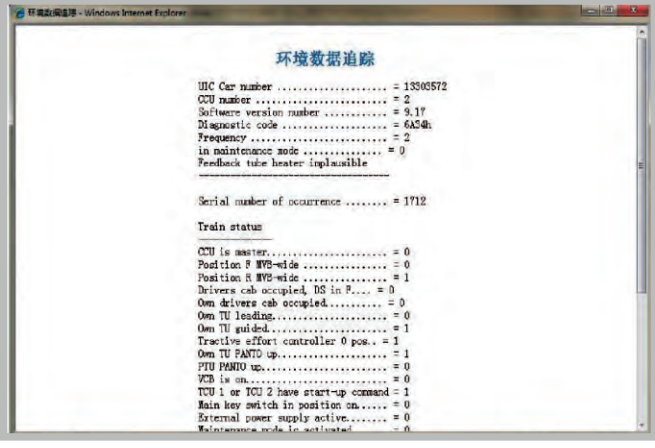 环境数据追踪 - Windows Internet Explorer
环境数据追踪
UIC Car number ...................... = 13303572
CCU number .......................... = 2
Software version number ............ = 9.17
Diagnostic code ..................... = 6A34h
Frequency ........................... = 2
in maintenance mode ............... = 0
Feedback tube heater implausible
Serial number of occurrence ........ = 1712
Train status
CCU is master....................... = 0
Position F MVB-wide ................ = 0
Position R MVB-wide ................ = 1
Drivers cab occupied, DS in F.... = 0
Own drivers cab occupied........... = 0
Own TU leading...................... = 0
Own TU guided....................... = 1
Tractive effort controller 0 pos.. = 1
Own TU PANTO up..................... = 1
PTU PANTO up........................ = 0
VCB is on........................... = 0
TCU 1 or TCU 2 have start-up command = 1
Main key switch in position on...... = 0
External power supply active........ = 0
Maintenance mode is activated ...... = 0